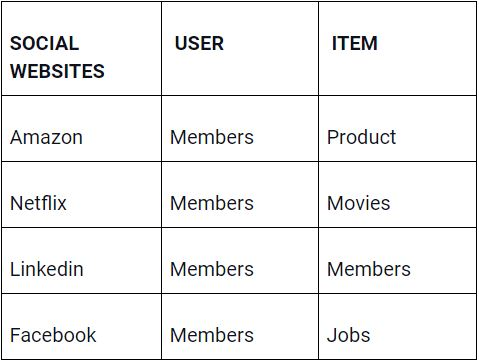 SOCIAL WEBSITES USER ITEM
Amazon Members Product
Netflix Members Movies
Linkedin Members Members
Facebook Members Jobs